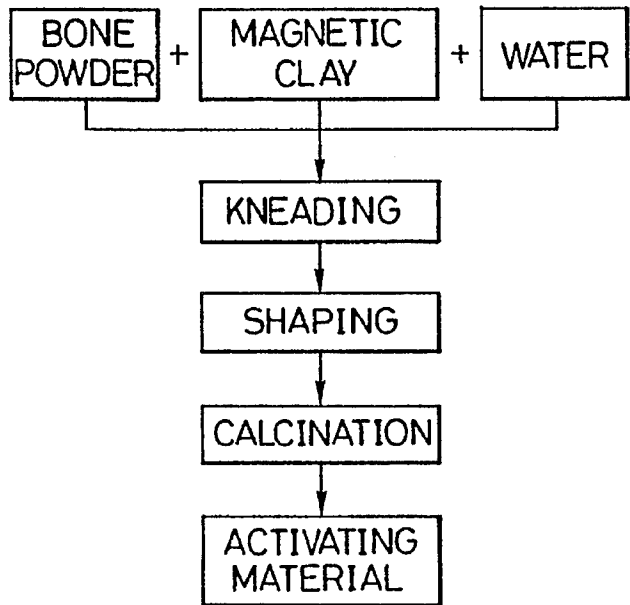 BONE POWDER + MAGNETIC CLAY + WATER
KNEADING
SHAPING
CALCINATION
ACTIVATING
MATERIAL